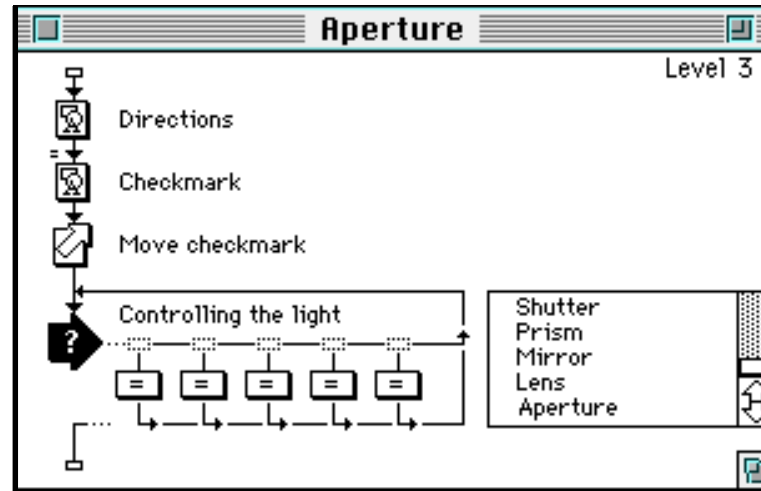 Aperture
Level 3
Directions
=
Checkmark
Move checkmark
Controlling the light
?
= = = = =
Shutter
Prism
Mirror
Lens
Aperture